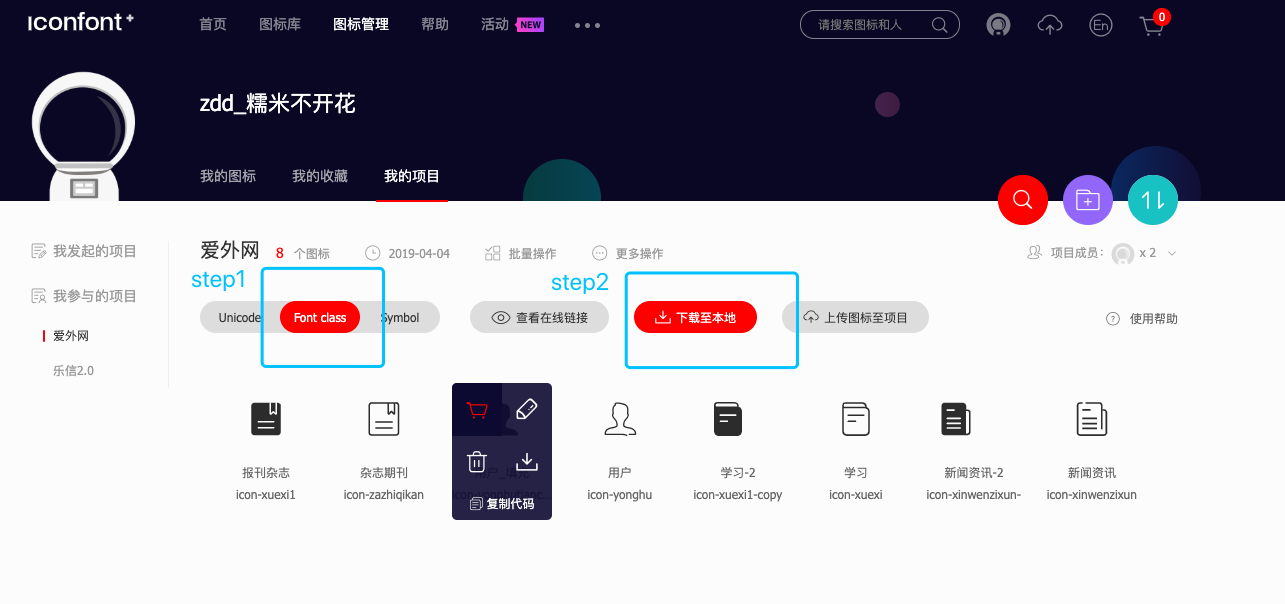 iconfont+
首页 图标库 图标管理 帮助 活动 NEW
搜索图标和人
En
0
zdd_糯米不开花
我的图标 我的收藏 我的项目
我发起的项目
我参与的项目
爱外网
乐信2.0
爱外网 8 个图标 2019-04-04 批量操作 更多操作 项目成员: x 2
step1 step2
Unicode Font class Symbol 查看在线链接 下载至本地 上传图标至项目 ? 使用帮助
报刊杂志 杂志期刊 用户 学习-2 学习 新闻资讯-2 新闻资讯
icon-xuexi1 icon-zazhiqikan icon-yonghu icon-xuexi1-copy icon-xuexi icon-xinwenzixun- icon-xinwenzixun
复制代码